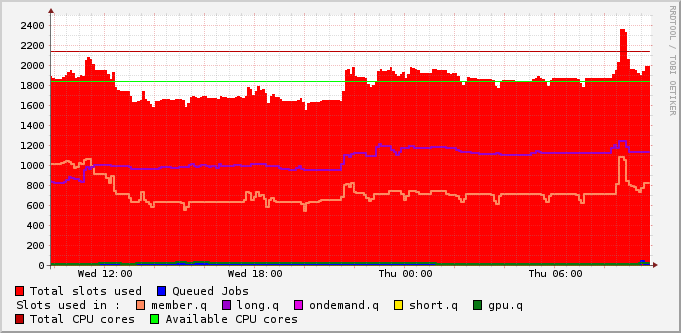 2400
2200
2000
1800
1600
1400
1200
1000
800
600
400
200
0
Wed 12:00 Wed 18:00 Thu 00:00 Thu 06:00
RRDTOOL / TOBI OETIKER
Total slots used Queued Jobs
Slots used in : member.q long.q ondemand.q short.q gpu.q
Total CPU cores Available CPU cores